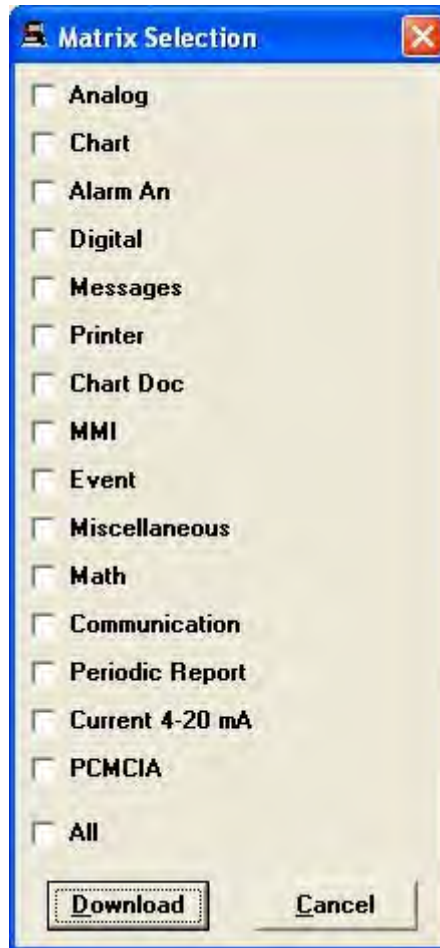 Matrix Selection
Analog
Chart
Alarm An
Digital
Messages
Printer
Chart Doc
MMI
Event
Miscellaneous
Math
Communication
Periodic Report
Current 4-20 mA
PCMCIA
All
Download Cancel